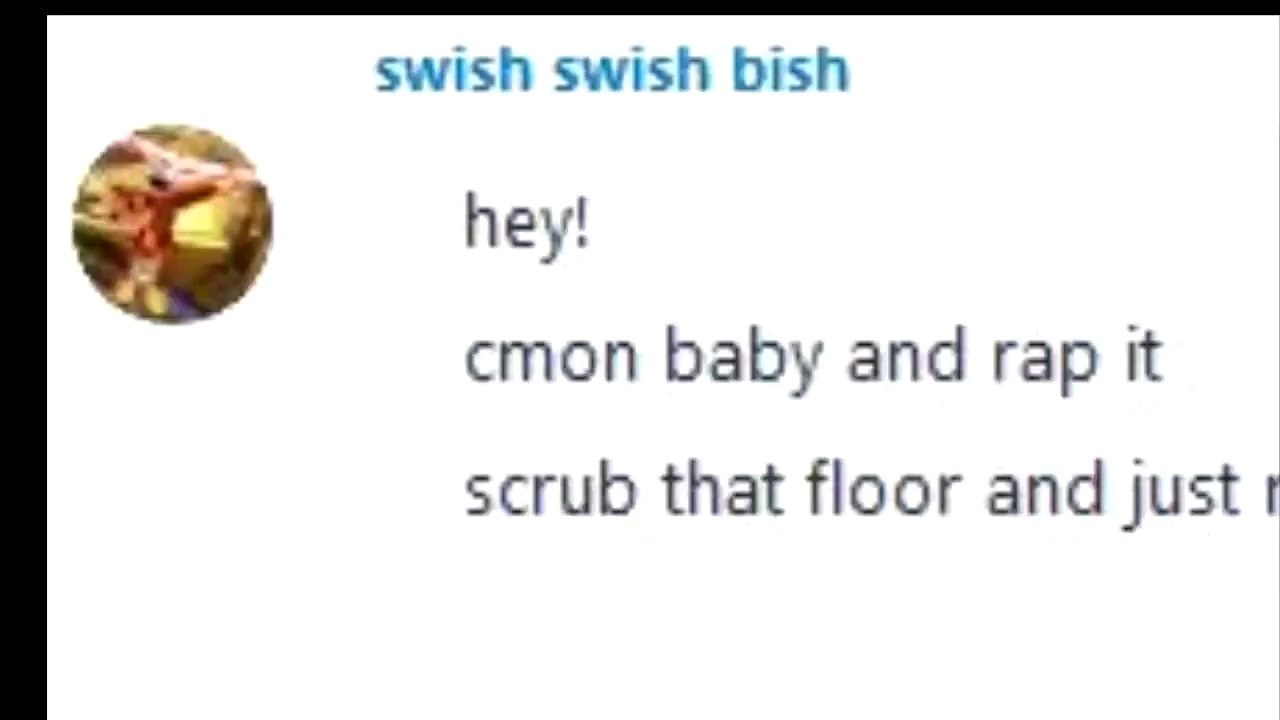 swish swish bish
hey!
cmon baby and rap it
scrub that floor and just